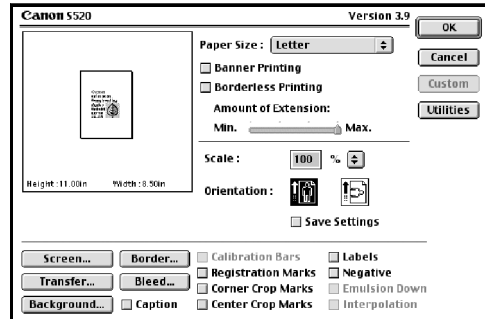 Canon S520 Version 3.9
OK
Paper Size : Letter
Cancel
Banner Printing
Borderless Printing
Custom
Amount of Extension:
Utilities
Min. Max.
Scale : 100 %
Height :11.00in Width : 8.50in
Orientation :
Save Settings
Screen... Border... Calibration Bars Labels
Transfer... Bleed... Registration Marks Negative
Corner Crop Marks Emulsion Down
Background... Caption Center Crop Marks Interpolation